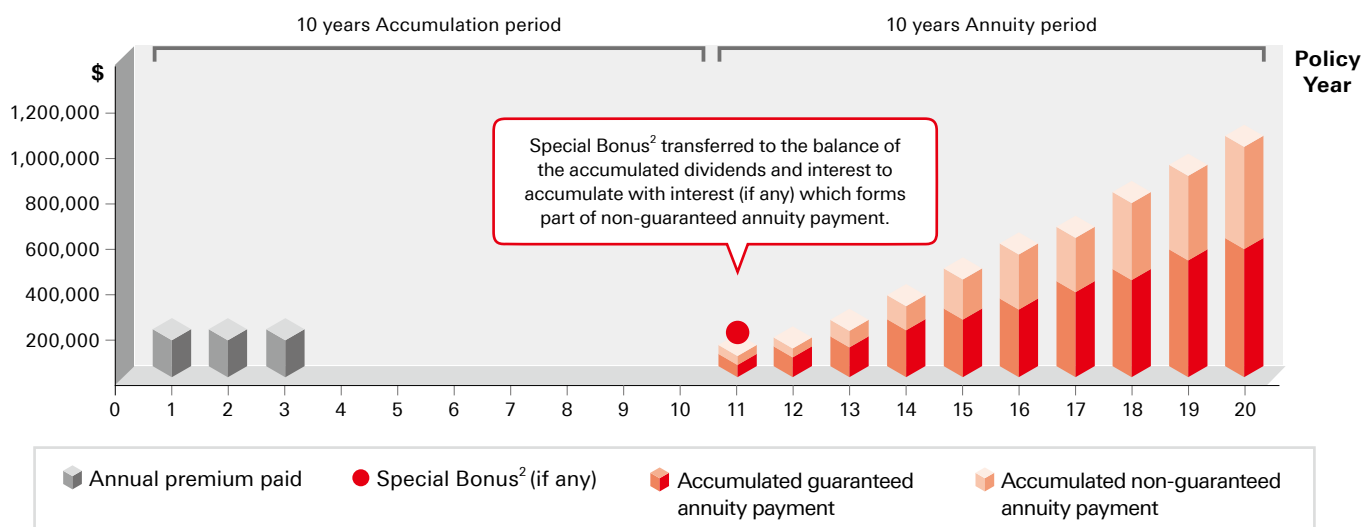 10 years Accumulation period
10 years Annuity period
Policy
Year
$
1,200,000
1,000,000
800,000
600,000
400,000
200,000
Special Bonus² transferred to the balance of
the accumulated dividends and interest to
accumulate with interest (if any) which forms
part of non-guaranteed annuity payment.
0 1 2 3 4 5 6 7 8 9 10 11 12 13 14 15 16 17 18 19 20
Annual premium paid
Special Bonus² (if any)
Accumulated guaranteed
annuity payment
Accumulated non-guaranteed
annuity payment